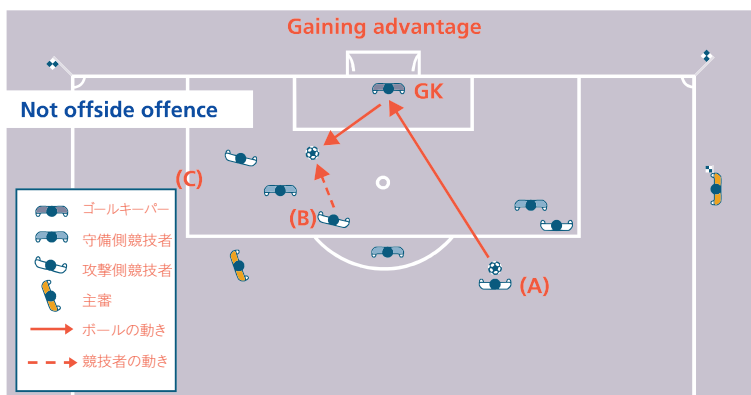 Gaining advantage
GK
Not offside offence
(C)
(B)
(A)
ゴールキーパー
守備側競技者
攻撃側競技者
主審
ボールの動き
競技者の動き